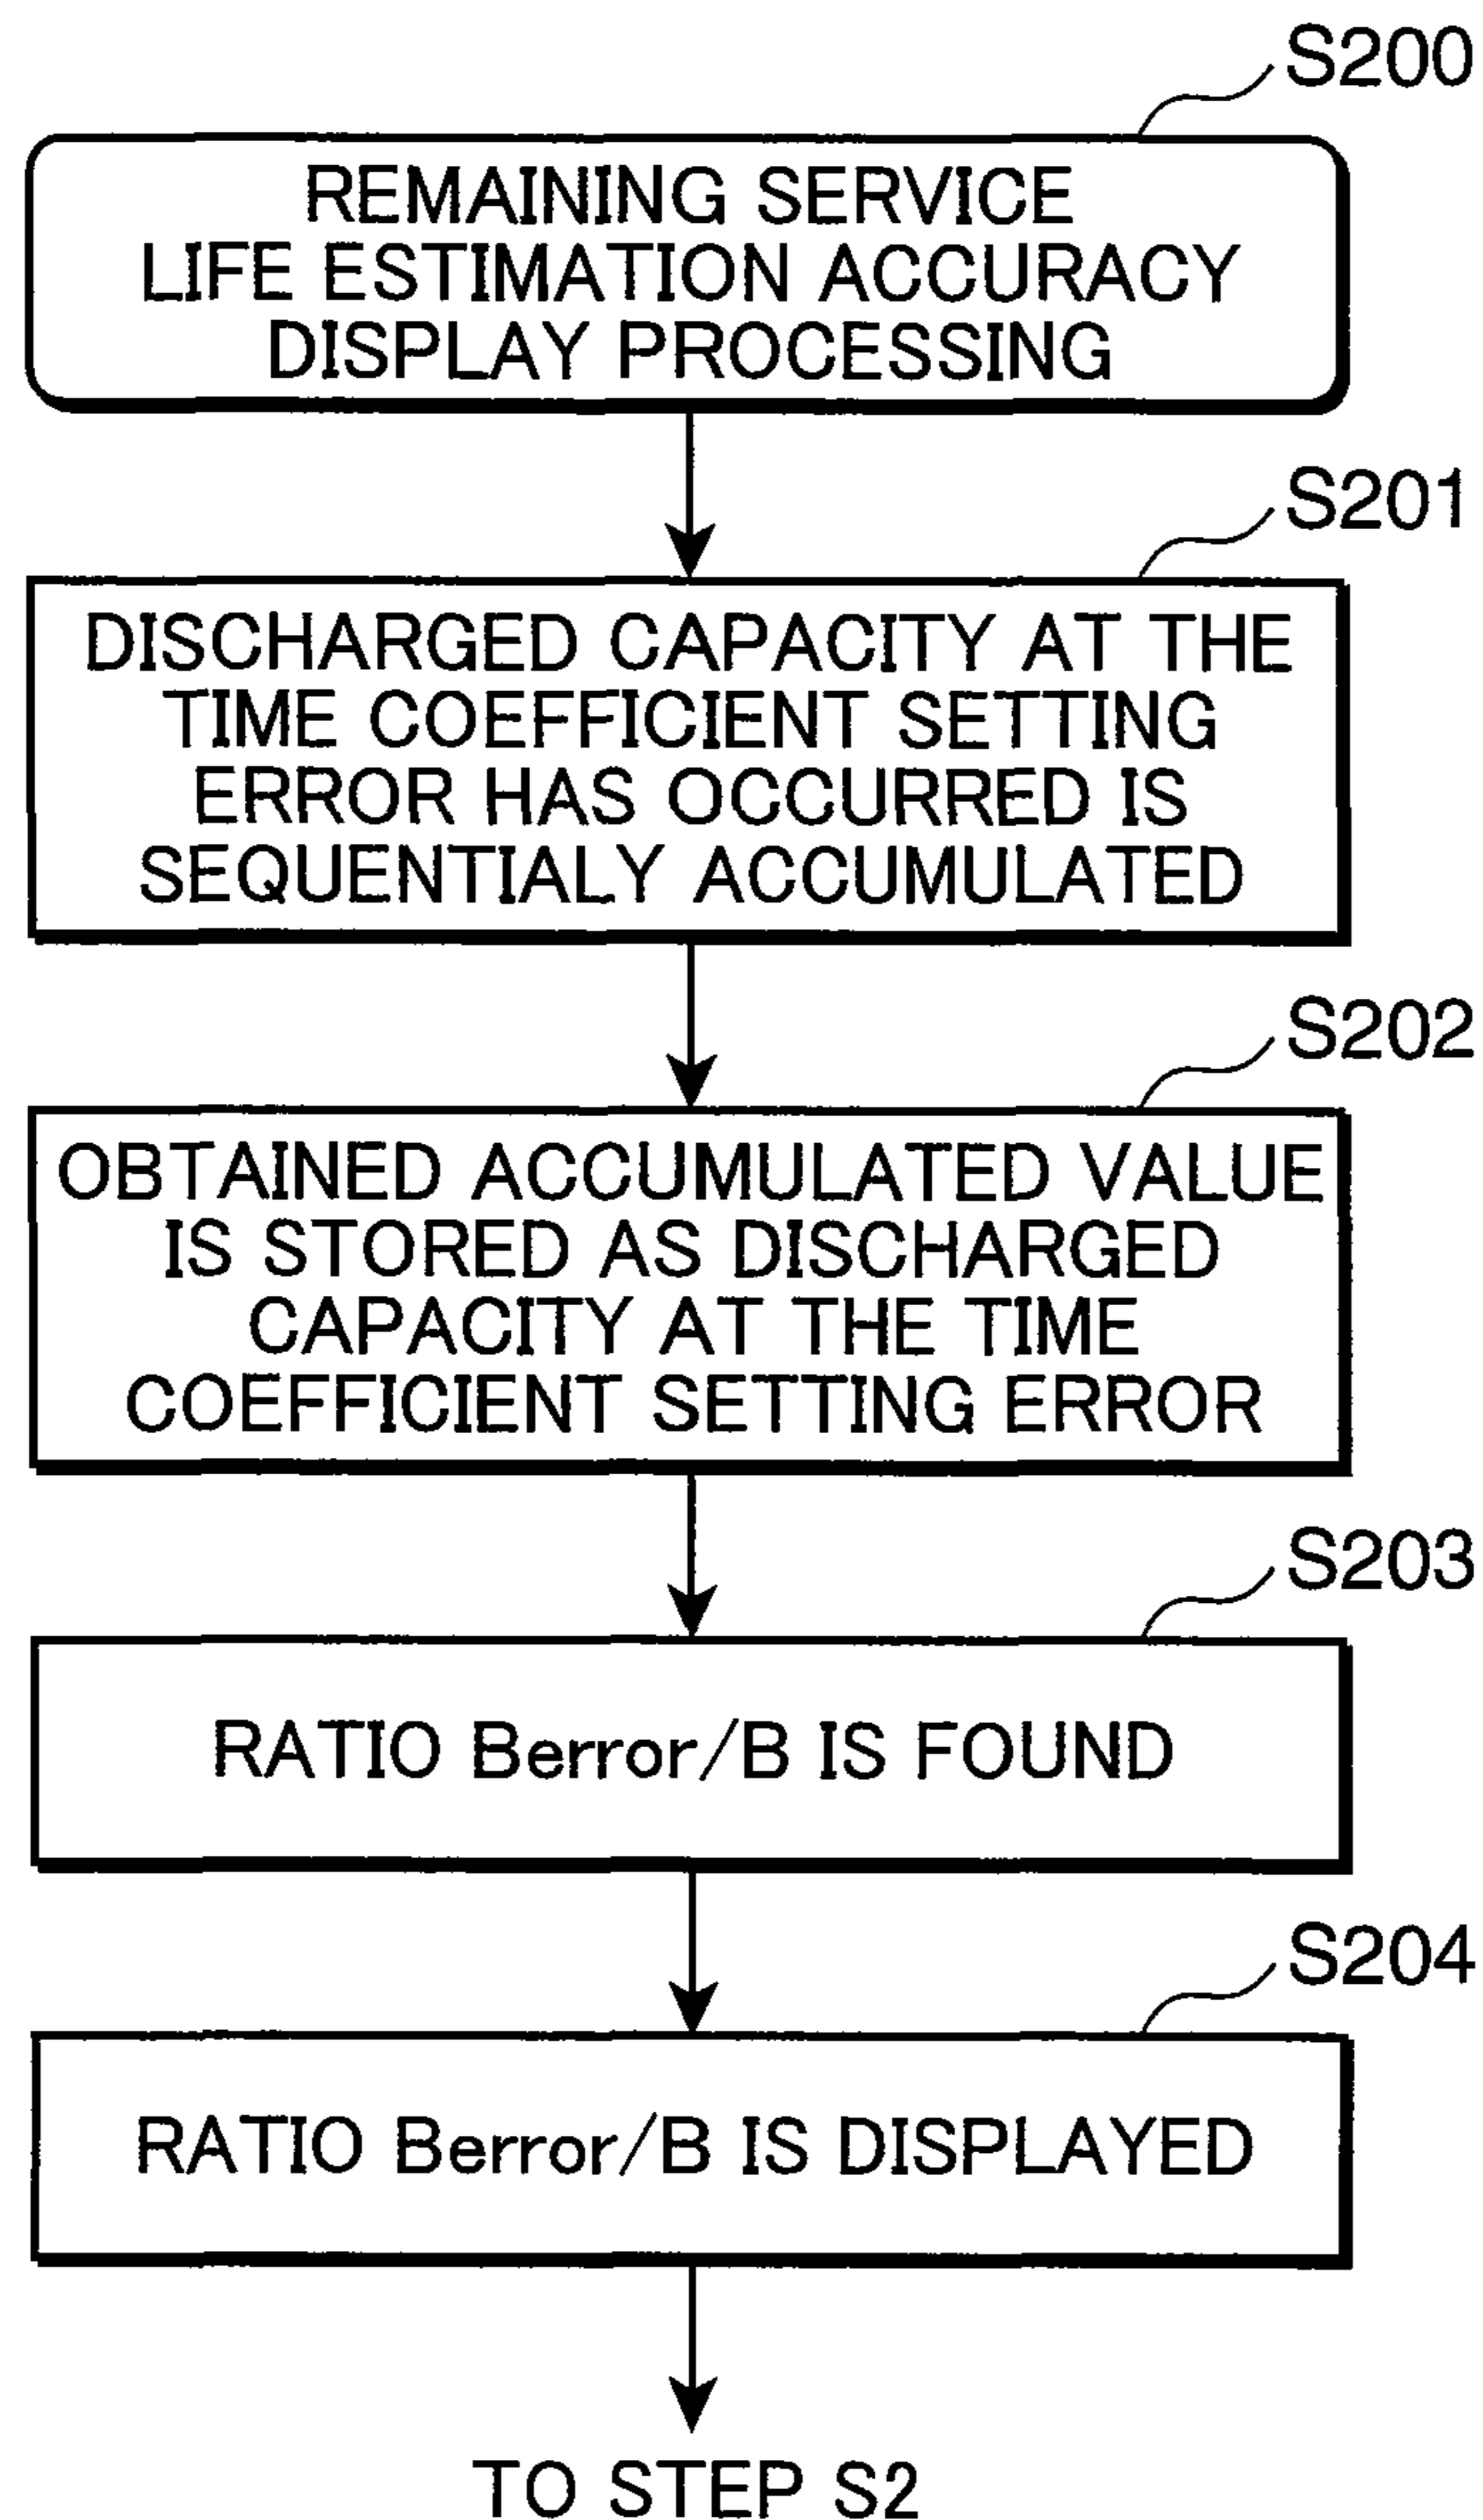 S200
REMAINING SERVICE
LIFE ESTIMATION ACCURACY
DISPLAY PROCESSING
S201
DISCHARGED CAPACITY AT THE
TIME COEFFICIENT SETTING
ERROR HAS OCCURRED IS
SEQUENTIALY ACCUMULATED
S202
OBTAINED ACCUMULATED VALUE
IS STORED AS DISCHARGED
CAPACITY AT THE TIME
COEFFICIENT SETTING ERROR
S203
RATIO Berror/B IS FOUND
S204
RATIO Berror/B IS DISPLAYED
TO STEP S2